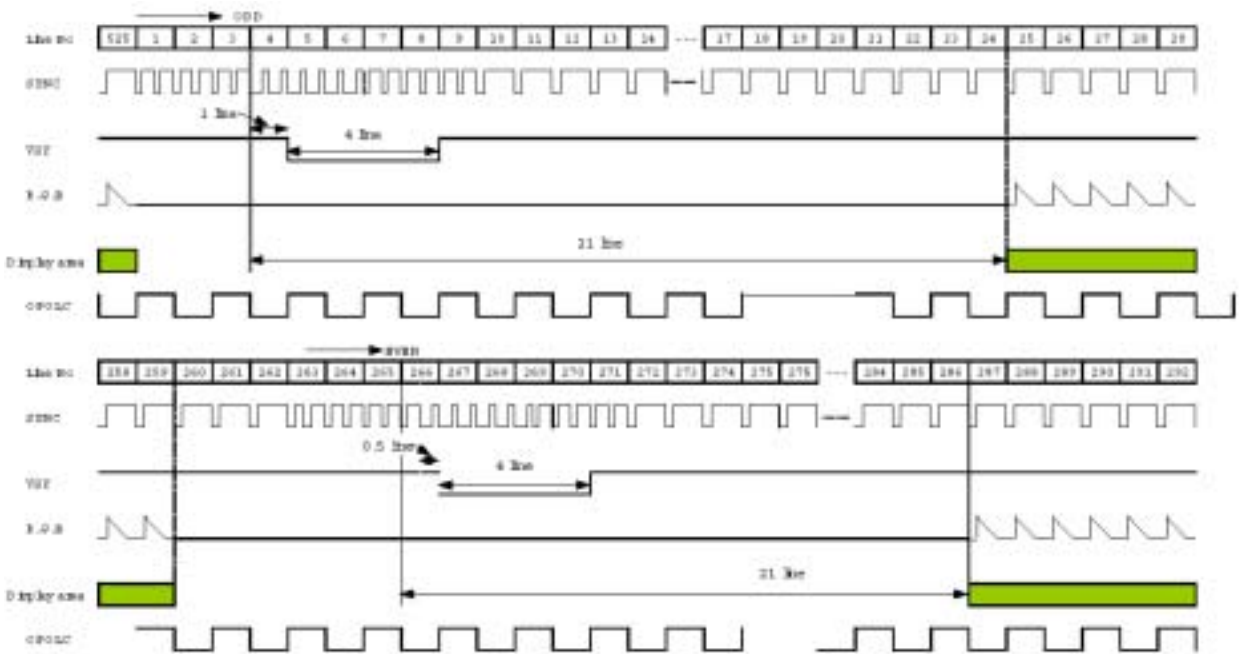 ODD
Line No 525 1 2 3 4 5 6 7 8 9 10 11 12 13 14 ---- 17 18 19 20 21 22 23 24 25 26 27 28 29
SYNC
1 line
4 line
R.G.B
21 line
Display area
EVEN
Line No 258 259 260 261 262 263 264 265 266 267 268 269 270 271 272 273 274 275 275 ---- 284 285 286 287 288 289 290 291 292
SYNC
0.5 line
4 line
R.G.B
21 line
Display area